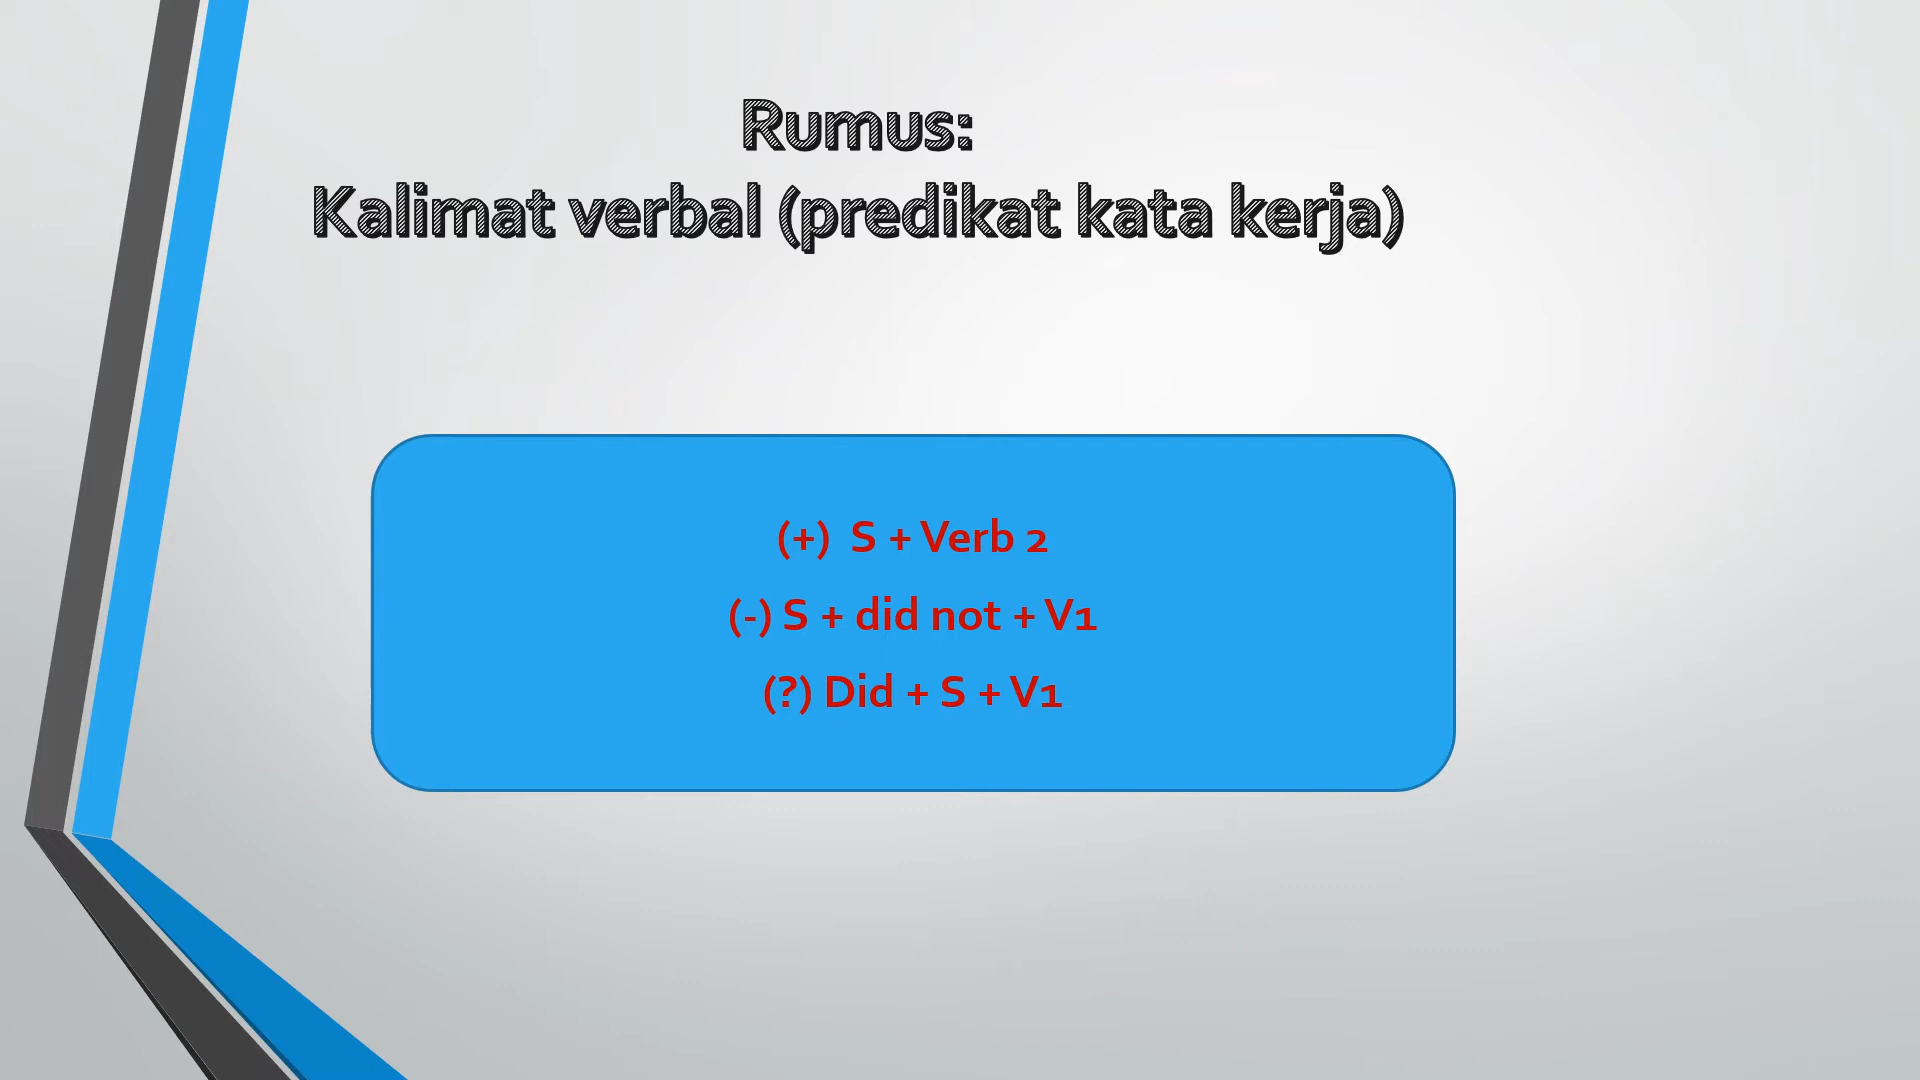 Rumus:
Kalimat verbal (predikat kata kerja)
(+) S + Verb 2
(-) S + did not + V1
(?) Did + S + V1